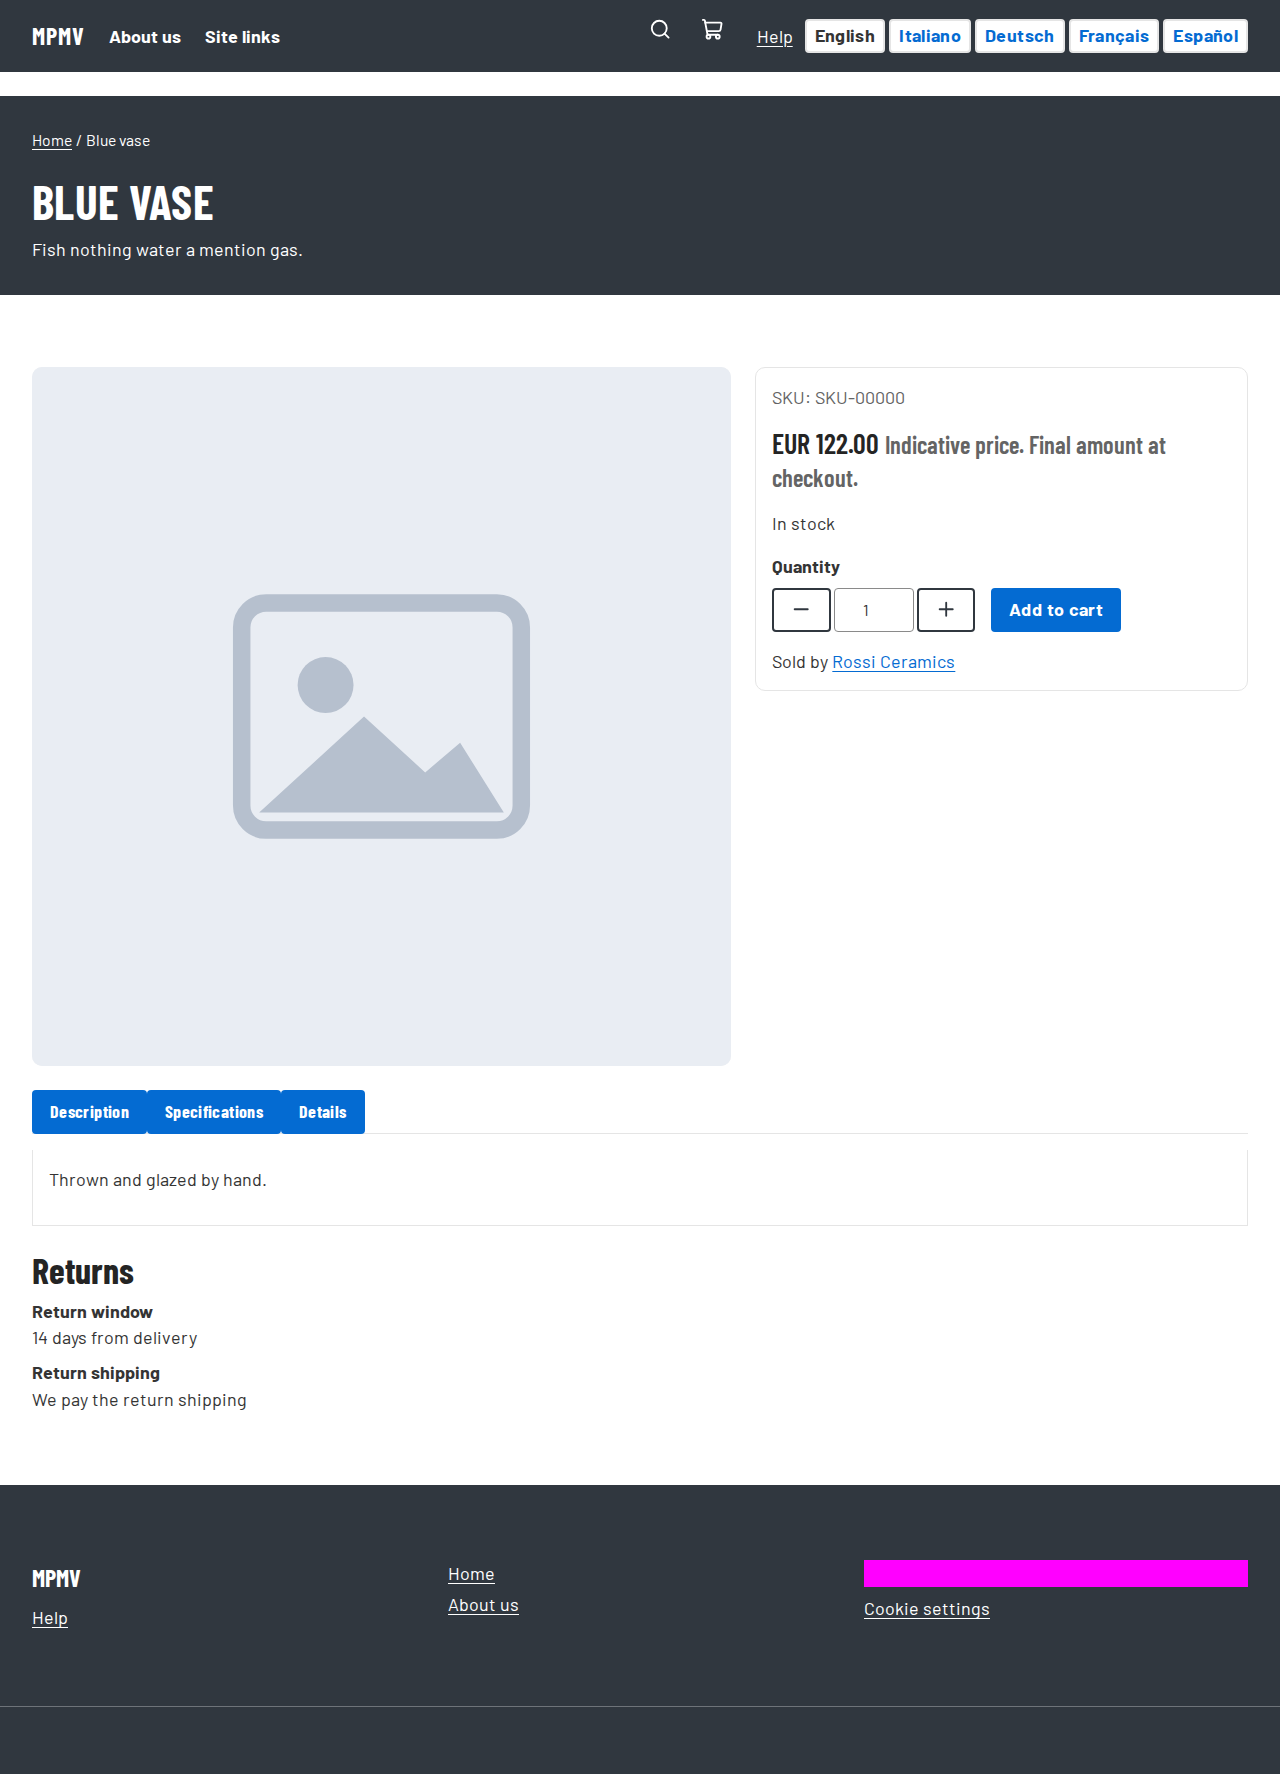 MPMV About us Site links Help English Italiano Deutsch Français Español
Home / Blue vase
BLUE VASE
Fish nothing water a mention gas.
SKU: SKU-00000
EUR 122.00 Indicative price. Final amount at
checkout.
In stock
Quantity
1 Add to cart
Sold by Rossi Ceramics
Description Specifications Details
Thrown and glazed by hand.
Returns
Return window
14 days from delivery
Return shipping
We pay the return shipping
MPMV
Help
Home
About us
Cookie settings